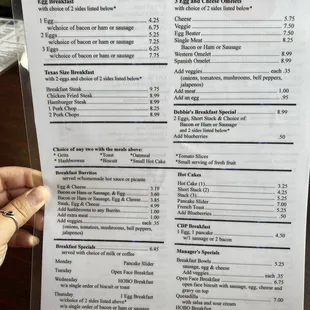 Egg Breakfast
with choice of 2 sides listed below*
1 Egg 4.25
w/choice of bacon or ham or sausage 6.75
2 Eggs 5.25
w/choice of bacon or ham or sausage 7.75
3 Eggs 6.25
w/choice of bacon or ham or sausage
Texas Size Breakfast
with 2 eggs and choice of 2 sides listed below*
Breakfast Steak 9.75
Chicken Fried Steak 8.99
Hamburger Steak 8.99
1 Pork Chop 8.25
2 Pork Chops 8.99
3 Egg and Cheese Omelets
with choice of 2 sides listed below*
Cheese 5.75
Veggie 7.50
Egg Beater 7.50
Single Meat 8.25
Bacon or Ham or Sausage
Western Omelet 8.99
Spanish Omelet 8.99
Add veggies each .35
(onions, tomatoes, mushrooms, bell peppers,
jalapenos)
Add meat 1.00
Add an egg .95
Debbie's Breakfast Special 8.99
2 Eggs, Short Stack & Choice of:
Bacon or Ham or Sausage
and 2 sides listed below*
Add blueberries .50
Choice of any two with the meals above:
*Grits *Toast *Oatmeal *Tomato Slices
*Hashbrowns *Biscuit *Small Hot Cake *Small serving of fresh fruit
Breakfast Burritos
served w/homemade hot sauce or picante
Egg & Cheese 3.10
Bacon or Ham or Sausage, & Egg 3.60
Bacon or Ham or Sausage, Egg & Cheese 3.85
Steak, Egg & Cheese 4.99
Add hashbrowns to any Burrito 1.00
Add extra meat 1.00
Add veggies each .35
(onions, tomatoes, mushrooms, bell peppers,
jalapenos)
Breakfast Specials 6.95
served with choice of milk or coffee
Monday Pancake Slider
Tuesday Open Face Breakfast
Wednesday HOBO Breakfast
w/a single order of biscuit or toast
Thursday 1 Egg Breakfast
w/choice of 2 sides above*
HOBO Breakfast
Hot Cakes
Hot Cake (1) 3.25
Short Stack (2) 4.25
Stack (3) 5.25
Pancake Slider 7.00
French Toast 5.25
Add Blueberries .50
CDP Breakfast
1 Egg, 1 pancake 4.50
w/1 sausage or 2 bacon
Manager's Specials
Breakfast Bowls 5.25
sausage, egg & cheese
Add veggies each .35
Open Face Breakfast 6.25
open face biscuit with sausage, egg, cheese and
gravy on top
Quesadilla 7.00
with salsa and sour cream
HOBO Breakfast